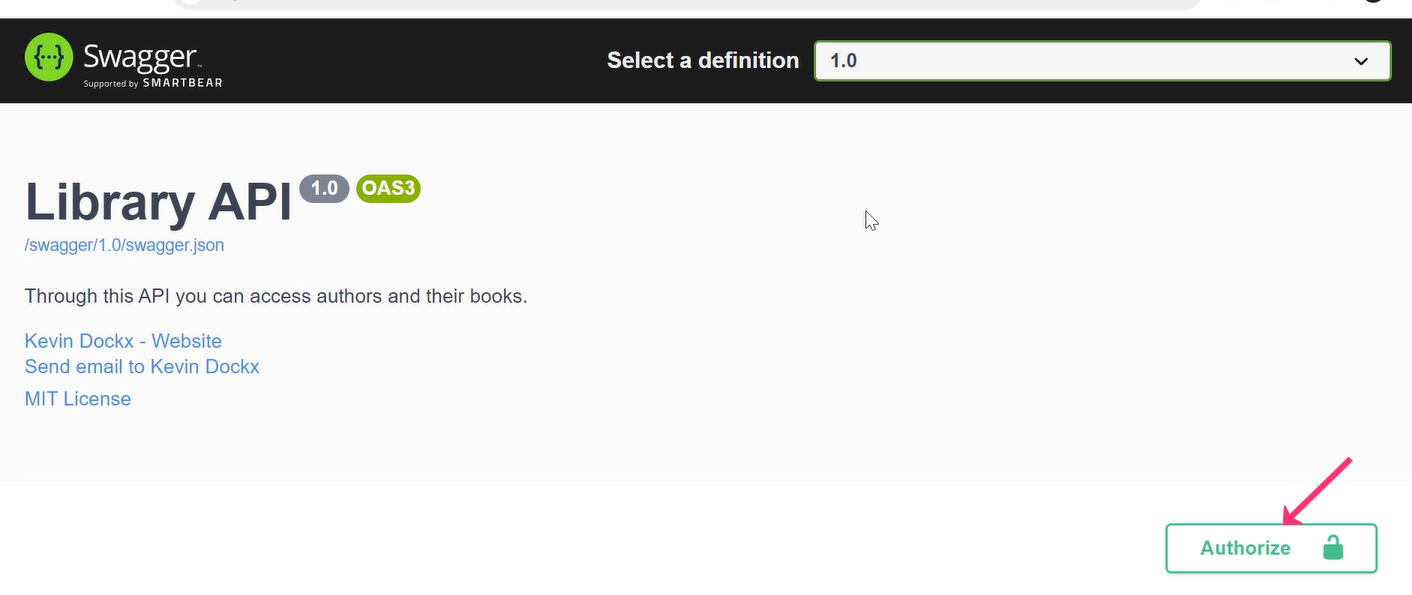 Swagger™
Supported by SMARTBEAR
Select a definition
1.0
Library API 1.0 OAS3
/swagger/1.0/swagger.json
Through this API you can access authors and their books.
Kevin Dockx - Website
Send email to Kevin Dockx
MIT License
Authorize